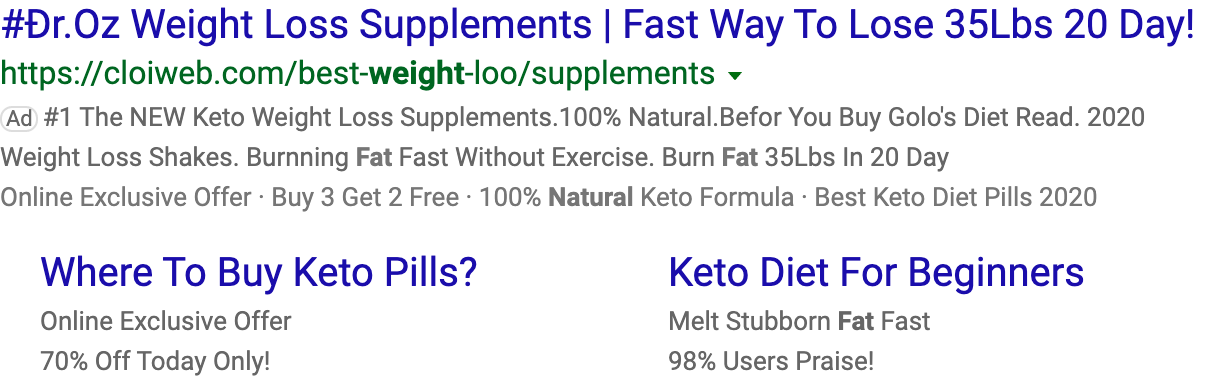 #Ðr.Oz Weight Loss Supplements | Fast Way To Lose 35Lbs 20 Day!
https://cloiweb.com/best-weight-loo/supplements
Ad #1 The NEW Keto Weight Loss Supplements.100% Natural.Befor You Buy Golo's Diet Read. 2020
Weight Loss Shakes. Burnning Fat Fast Without Exercise. Burn Fat 35Lbs In 20 Day
Online Exclusive Offer · Buy 3 Get 2 Free · 100% Natural Keto Formula · Best Keto Diet Pills 2020
Where To Buy Keto Pills?
Online Exclusive Offer
70% Off Today Only!
Keto Diet For Beginners
Melt Stubborn Fat Fast
98% Users Praise!